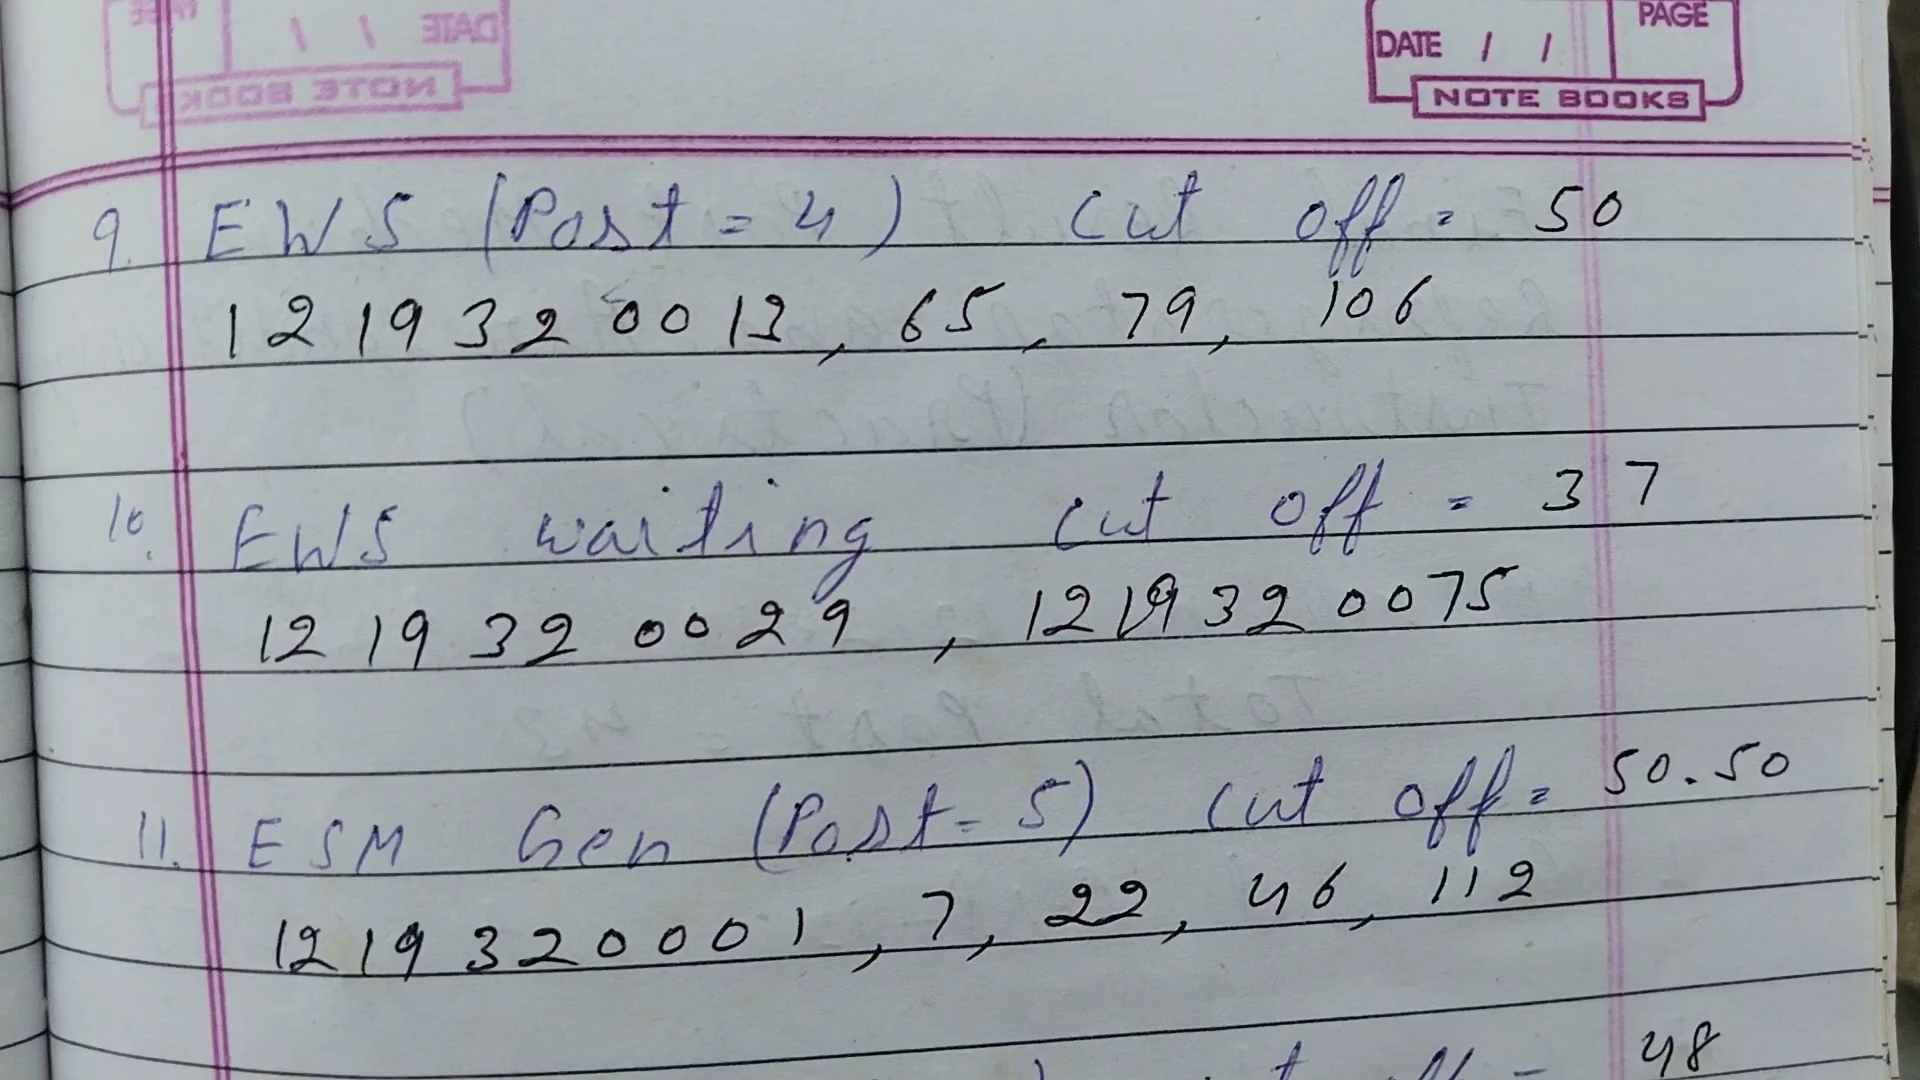 PAGE
DATE / /
NOTE BOOKS
9. EWS (Post = 4) Cut off = 50
1219320013, 65, 79, 106
10. EWS waiting Cut off = 37
1219320029, 1219320075
11. ESM Gen (Post = 5) Cut off = 50.50
1219320001, 7, 22, 46, 112
48